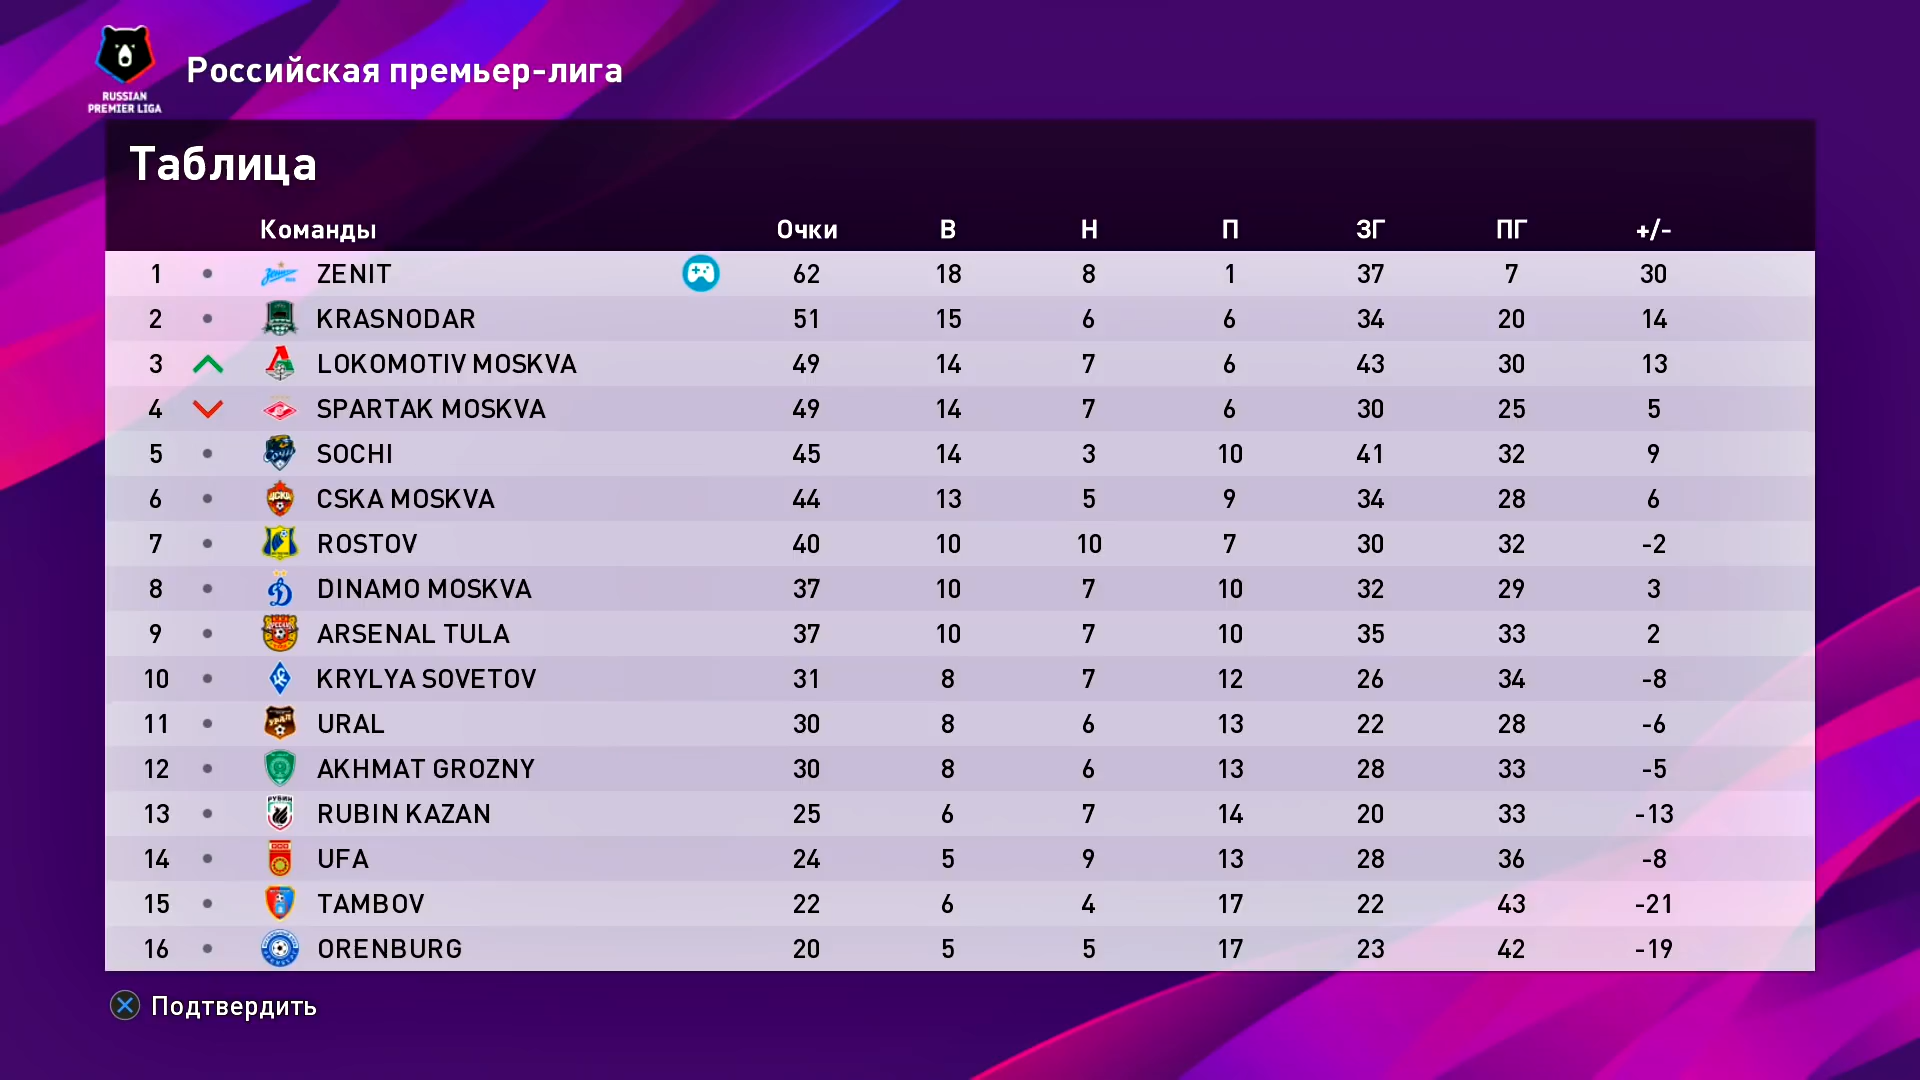 RUSSIAN
PREMIER LIGA
Российская премьер-лига
Таблица
Команды Очки В Н П ЗГ ПГ +/-
1 ZENIT 62 18 8 1 37 7 30
2 KRASNODAR 51 15 6 6 34 20 14
3 LOKOMOTIV MOSKVA 49 14 7 6 43 30 13
4 SPARTAK MOSKVA 49 14 7 6 30 25 5
5 SOCHI 45 14 3 10 41 32 9
6 CSKA MOSKVA 44 13 5 9 34 28 6
7 ROSTOV 40 10 10 7 30 32 -2
8 DINAMO MOSKVA 37 10 7 10 32 29 3
9 ARSENAL TULA 37 10 7 10 35 33 2
10 KRYLYA SOVETOV 31 8 7 12 26 34 -8
11 URAL 30 8 6 13 22 28 -6
12 AKHMAT GROZNY 30 8 6 13 28 33 -5
13 RUBIN KAZAN 25 6 7 14 20 33 -13
14 UFA 24 5 9 13 28 36 -8
15 TAMBOV 22 6 4 17 22 43 -21
16 ORENBURG 20 5 5 17 23 42 -19
Подтвердить